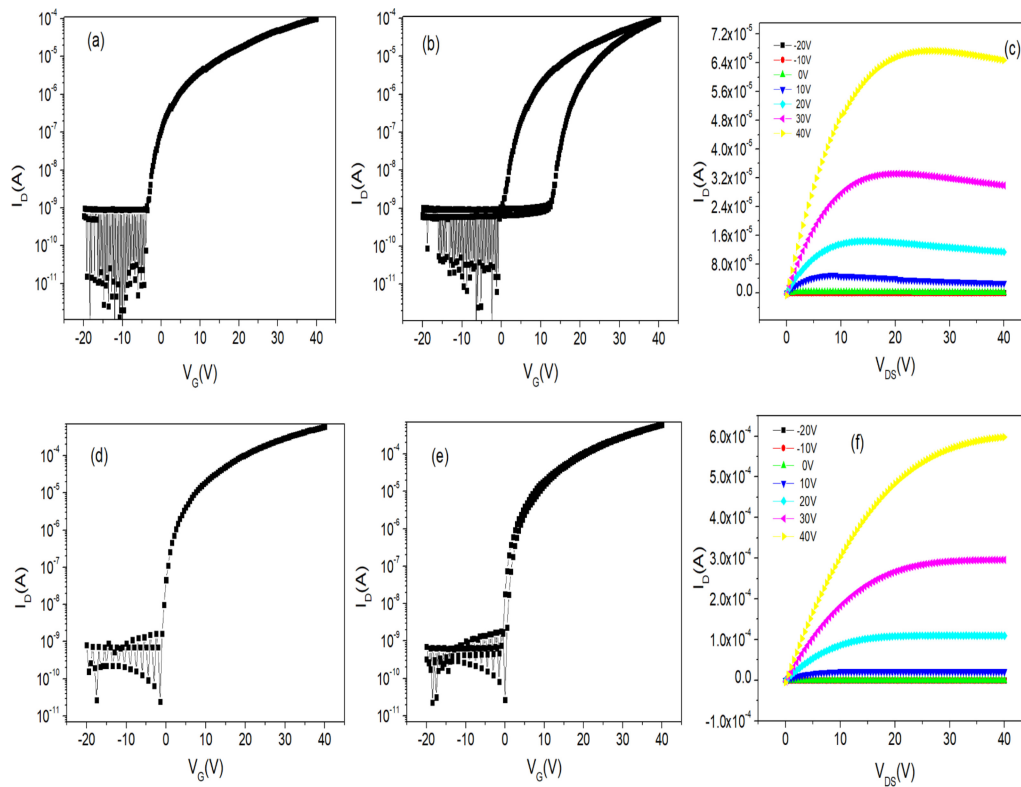 (a)
10^-4
10^-5
10^-6
10^-7
10^-8
10^-9
10^-10
10^-11
I_D(A)
-20 -10 0 10 20 30 40
V_G(V)
(b)
10^-4
10^-5
10^-6
10^-7
10^-8
10^-9
10^-10
10^-11
I_D(A)
-20 -10 0 10 20 30 40
V_G(V)
(c)
7.2x10^-5
6.4x10^-5
5.6x10^-5
4.8x10^-5
4.0x10^-5
3.2x10^-5
2.4x10^-5
1.6x10^-5
8.0x10^-6
0.0
I_D(A)
-20V
-10V
0V
10V
20V
30V
40V
0 10 20 30 40
V_DS(V)
(d)
10^-4
10^-5
10^-6
10^-7
10^-8
10^-9
10^-10
10^-11
I_D(A)
-20 -10 0 10 20 30 40
V_G(V)
(e)
10^-4
10^-5
10^-6
10^-7
10^-8
10^-9
10^-10
10^-11
I_D(A)
-20 -10 0 10 20 30 40
V_G(V)
(f)
6.0x10^-4
5.0x10^-4
4.0x10^-4
3.0x10^-4
2.0x10^-4
1.0x10^-4
0.0
-1.0x10^-4
I_D(A)
-20V
-10V
0V
10V
20V
30V
40V
0 10 20 30 40
V_DS(V)